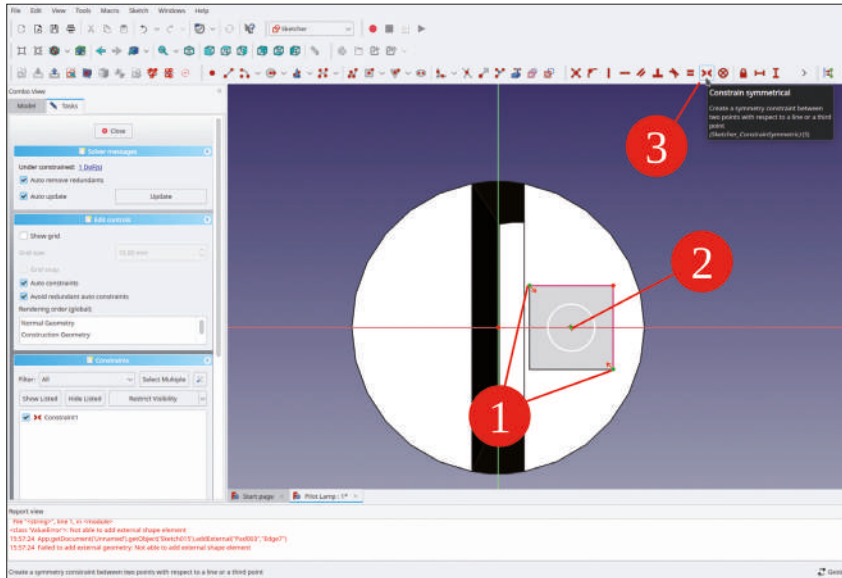 File Edit View Tools Macro Sketch Windows Help
Sketcher
Combo View
Model Tasks
Close
Solver messages
Under constrained: 1 DoF(s)
Auto remove redundants
Auto update
Update
Edit controls
Show grid
Grid size
10,00 mm
Grid snap
Auto constraints
Avoid redundant auto constraints
Rendering order (global):
Normal Geometry
Construction Geometry
Constraints
Filter: All
Select Multiple
Show Listed Hide Listed Restrict Visibility
Constraint1
Constrain symmetrical
Create a symmetry constraint between
two points with respect to a line or a third
point
(Sketcher_ConstrainSymmetric) (S)
3
2
1
Start page
Pilot Lamp : 1*
Report view
File "<string>", line 1, in <module>
<class 'ValueError'>: Not able to add external shape element
15:57:24 App.getDocument('Unnamed').getObject('Sketch015').addExternal("Pad003","Edge7")
15:57:24 Failed to add external geometry: Not able to add external shape element
Create a symmetry constraint between two points with respect to a line or a third point